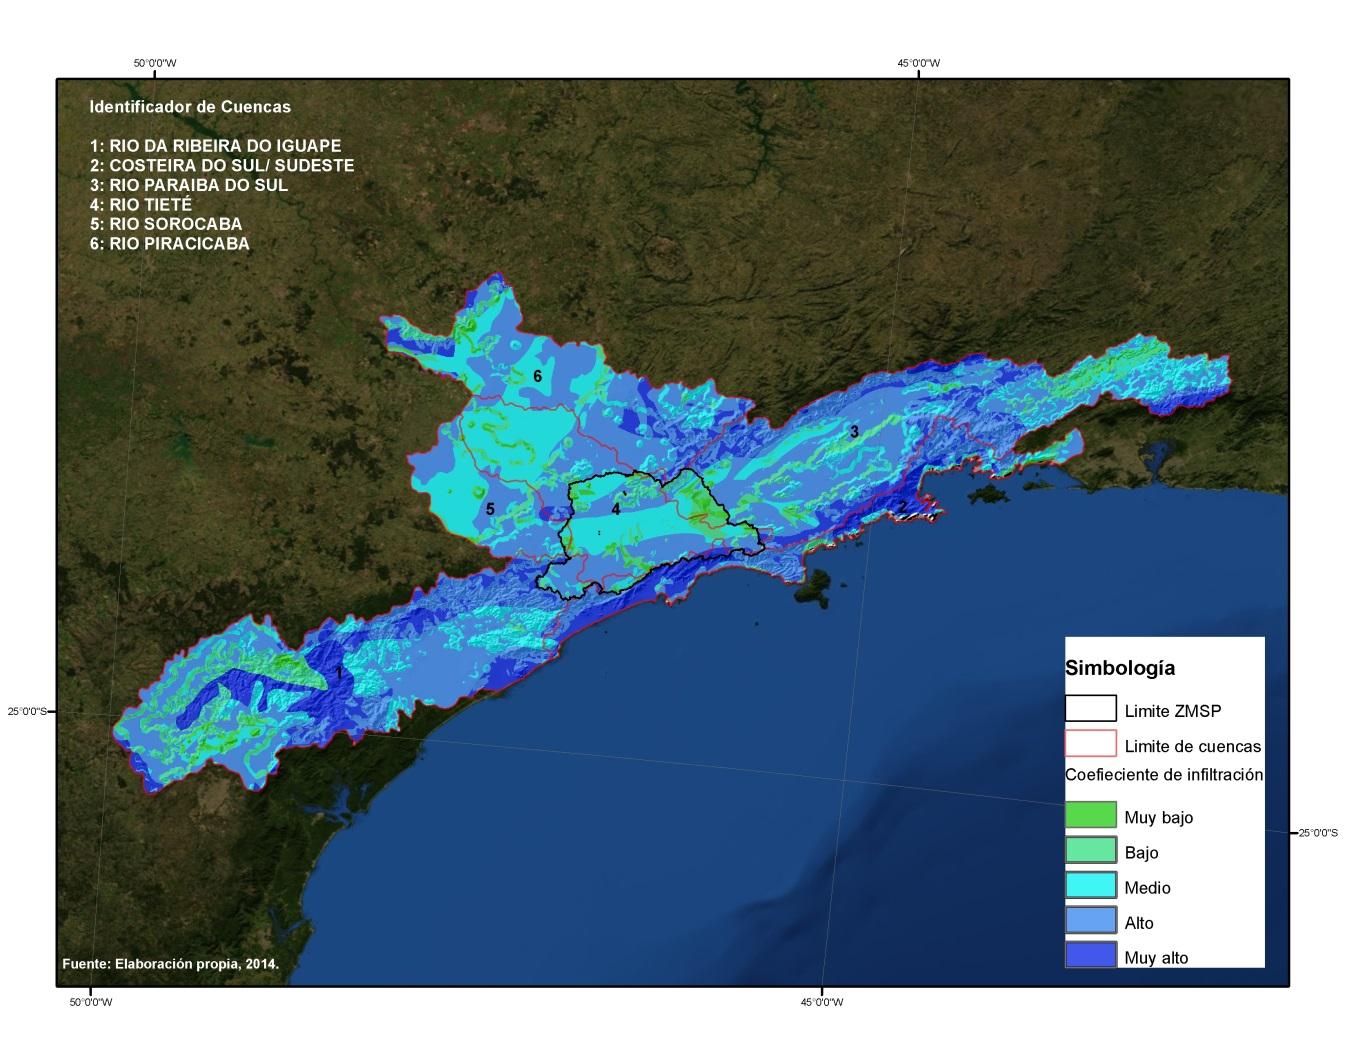 50°0'0"W
45°0'0"W
Identificador de Cuencas
1: RIO DA RIBEIRA DO IGUAPE
2: COSTEIRA DO SUL/ SUDESTE
3: RIO PARAIBA DO SUL
4: RIO TIETÉ
5: RIO SOROCABA
6: RIO PIRACICABA
6
3
5
4
2
1
Simbología
Limite ZMSP
Limite de cuencas
Coefieciente de infiltración
Muy bajo
Bajo
Medio
Alto
Muy alto
25°0'0"S
25°0'0"S
Fuente: Elaboración propia, 2014.
50°0'0"W
45°0'0"W